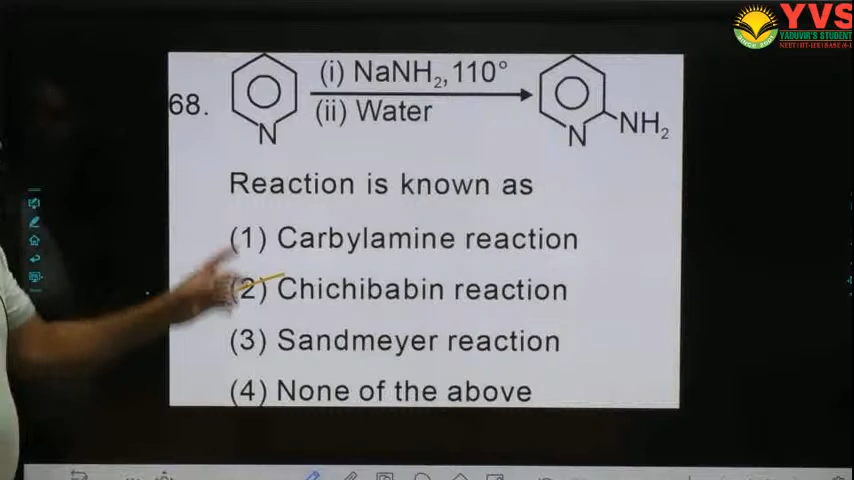 YVS
YADUVIR'S STUDENT
68.
(i) NaNH₂, 110°
(ii) Water
N
N
NH₂
Reaction is known as
(1) Carbylamine reaction
(2) Chichibabin reaction
(3) Sandmeyer reaction
(4) None of the above